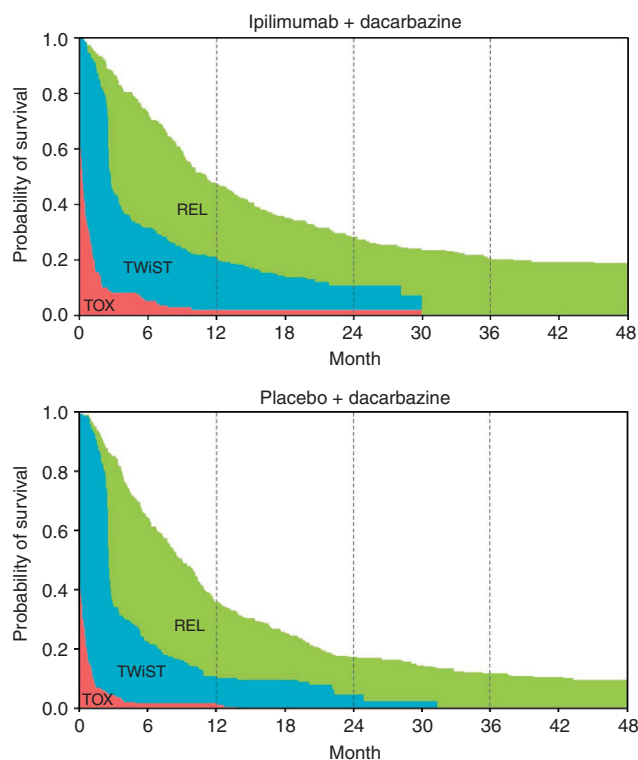 Ipilimumab + dacarbazine
1.0
0.8
0.6
0.4
0.2
0.0
Probability of survival
REL
TWiST
TOX
0 6 12 18 24 30 36 42 48
Month
Placebo + dacarbazine
1.0
0.8
0.6
0.4
0.2
0.0
Probability of survival
REL
TWiST
TOX
0 6 12 18 24 30 36 42 48
Month